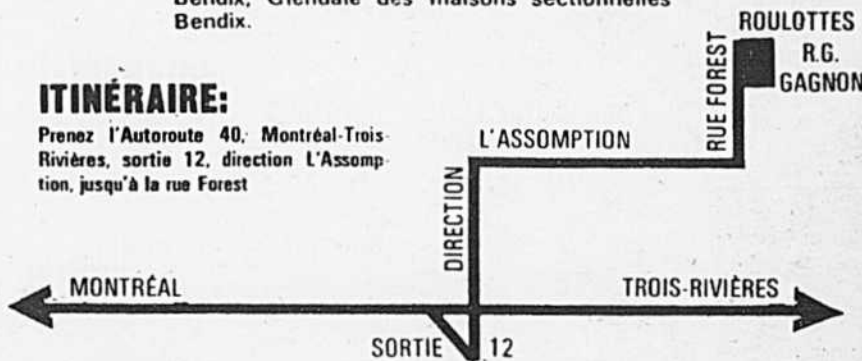 Bendix, Glendale des maisons sectionnelles
Bendix.
ITINÉRAIRE:
Prenez l'Autoroute 40, Montréal-Trois-
Rivières, sortie 12, direction L'Assomp-
tion, jusqu'à la rue Forest
ROULOTTES
R.G.
GAGNON
RUE FOREST
L'ASSOMPTION
DIRECTION
MONTRÉAL
TROIS-RIVIÈRES
SORTIE 12